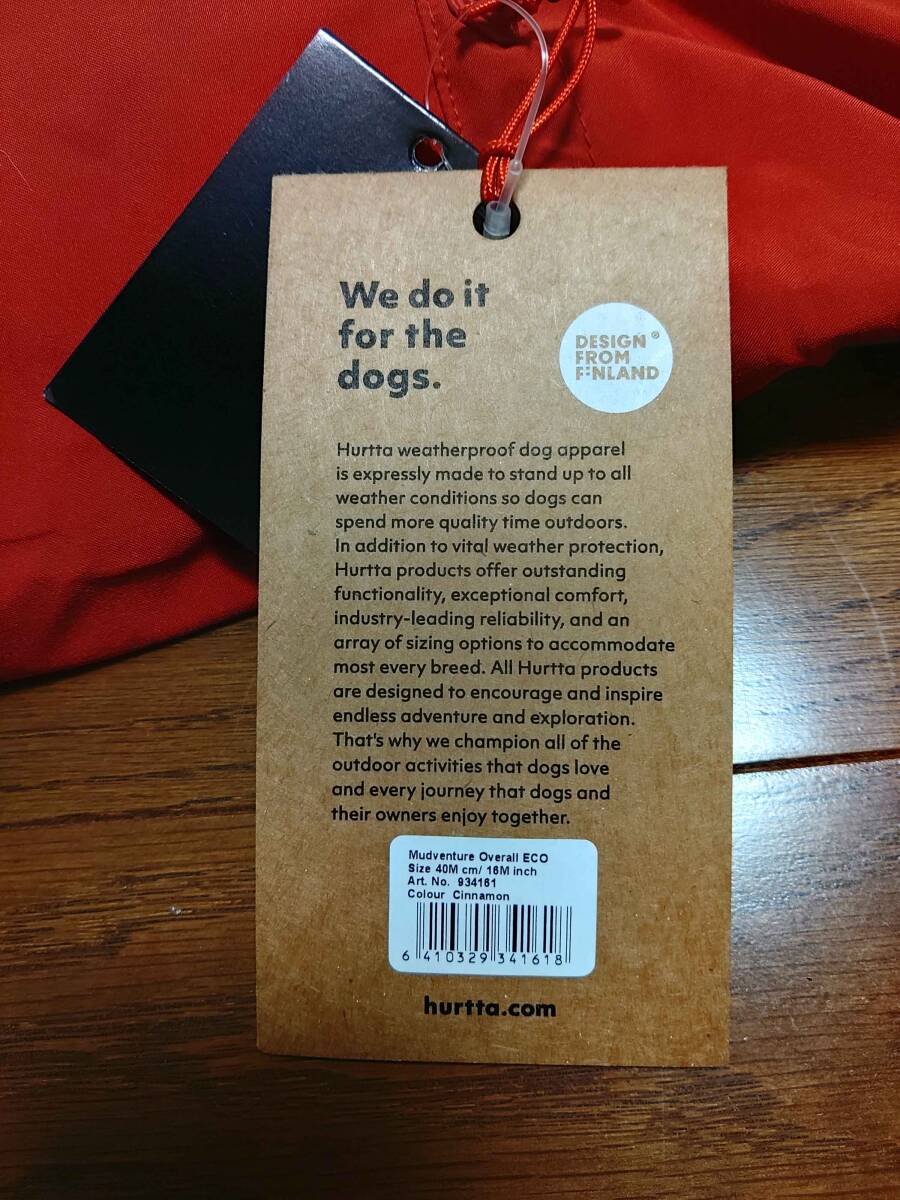 We do it
for the
dogs.
DESIGN®
FROM
FINLAND
Hurtta weatherproof dog apparel
is expressly made to stand up to all
weather conditions so dogs can
spend more quality time outdoors.
In addition to vital weather protection,
Hurtta products offer outstanding
functionality, exceptional comfort,
industry-leading reliability, and an
array of sizing options to accommodate
most every breed. All Hurtta products
are designed to encourage and inspire
endless adventure and exploration.
That's why we champion all of the
outdoor activities that dogs love
and every journey that dogs and
their owners enjoy together.
Mudventure Overall ECO
Size 40M cm/ 16M inch
Art. No. 934161
Colour Cinnamon
6 410329 341618
hurtta.com